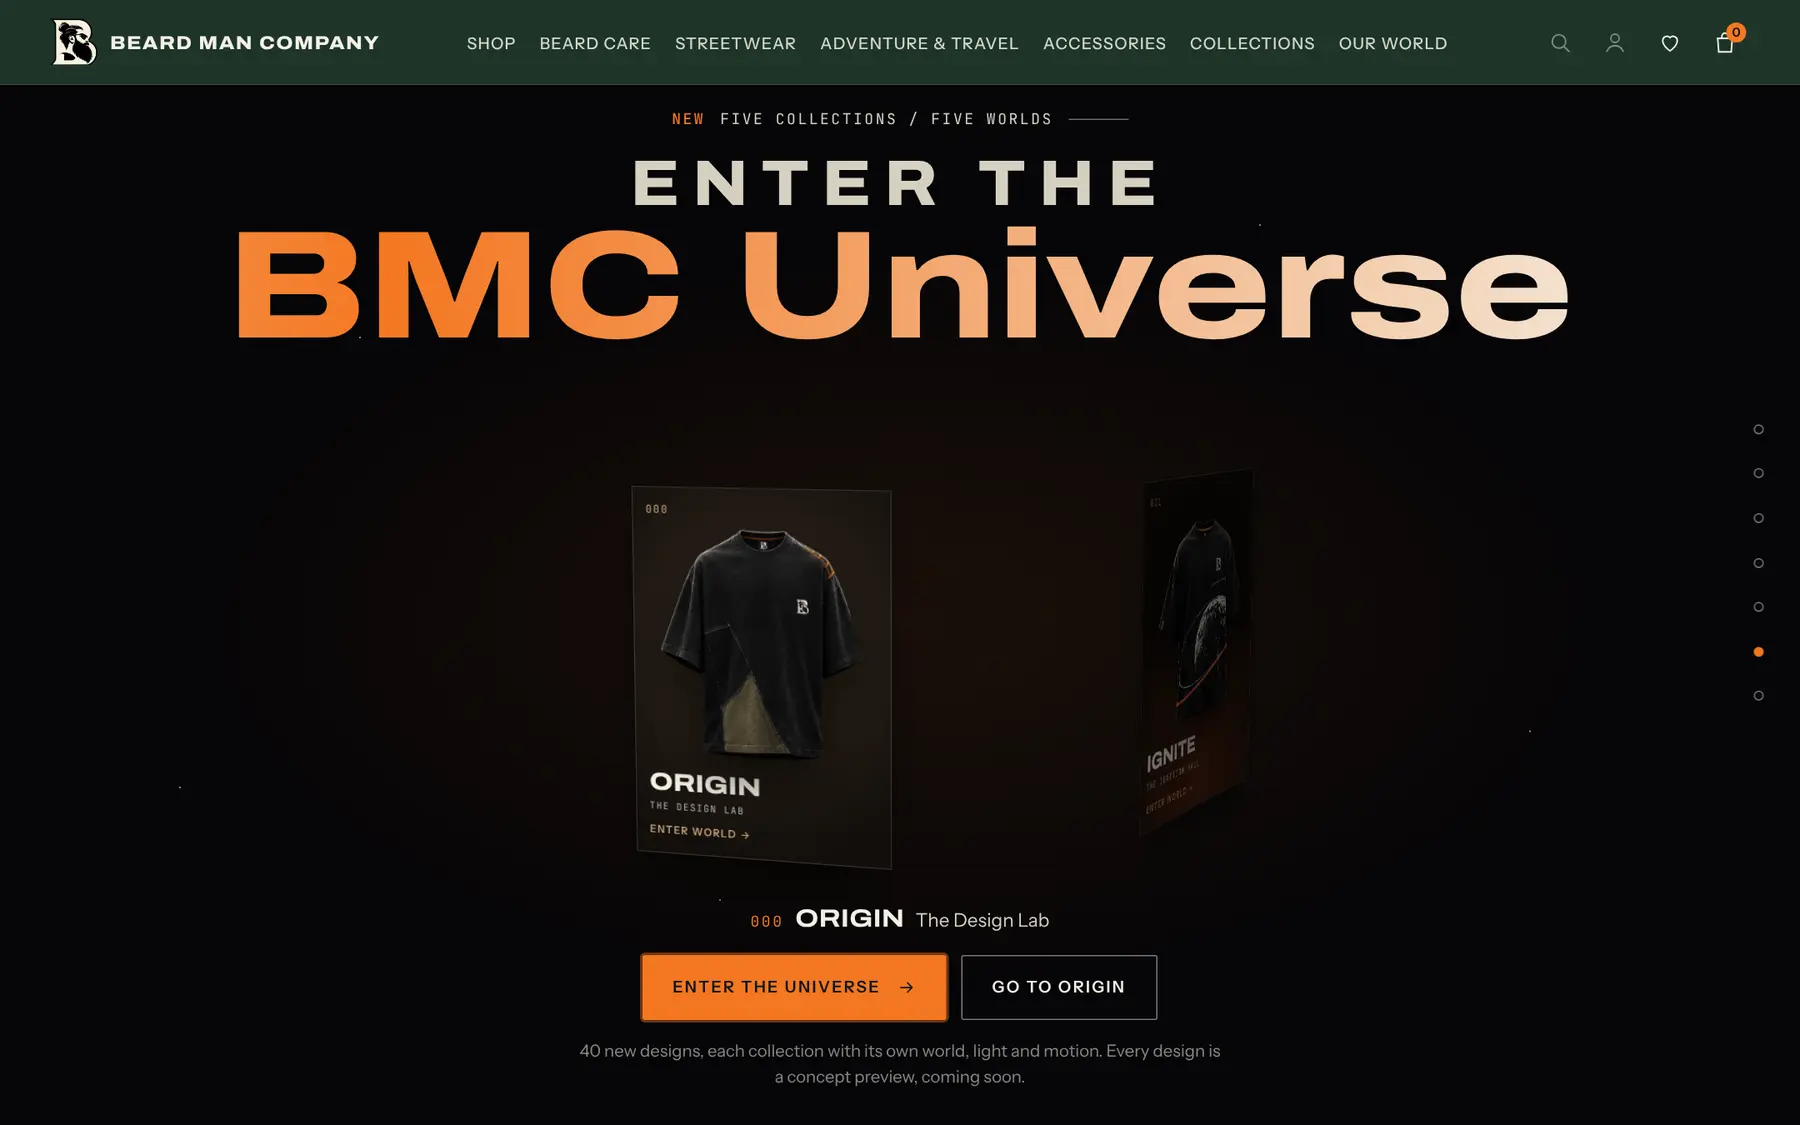 BEARD MAN COMPANY
SHOP BEARD CARE STREETWEAR ADVENTURE & TRAVEL ACCESSORIES COLLECTIONS OUR WORLD
0
NEW FIVE COLLECTIONS / FIVE WORLDS
ENTER THE
BMC Universe
000
ORIGIN
THE DESIGN LAB
ENTER WORLD →
IGNITE
ENTER WORLD →
000 ORIGIN The Design Lab
ENTER THE UNIVERSE →
GO TO ORIGIN
40 new designs, each collection with its own world, light and motion. Every design is
a concept preview, coming soon.